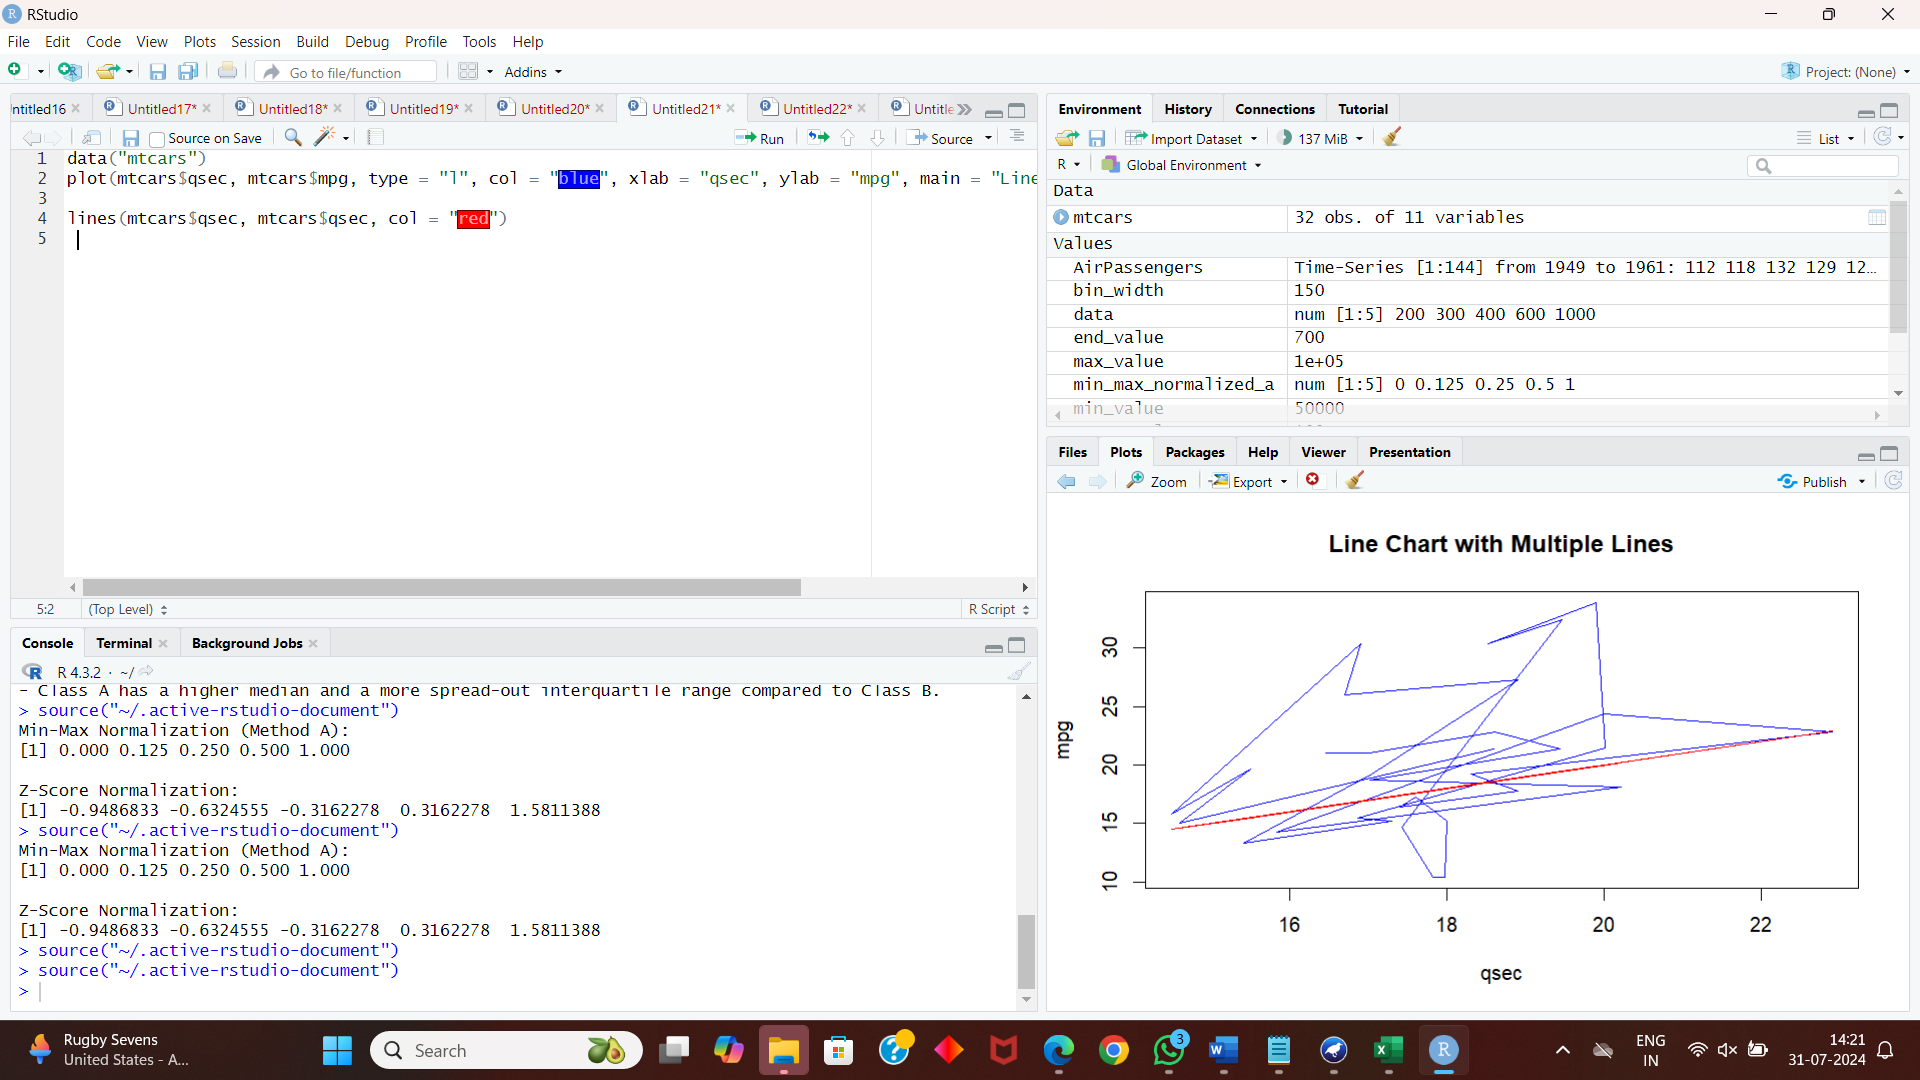 RStudio
File Edit Code View Plots Session Build Debug Profile Tools Help
Go to file/function Addins Project: (None)
ntitled16 Untitled17* Untitled18* Untitled19* Untitled20* Untitled21* Untitled22* Untitle
Source on Save Run Source
1 data("mtcars")
2 plot(mtcars$qsec, mtcars$mpg, type = "l", col = "blue", xlab = "qsec", ylab = "mpg", main = "Line
3
4 lines(mtcars$qsec, mtcars$qsec, col = "red")
5
5:2 (Top Level) R Script
Console Terminal Background Jobs
R 4.3.2 · ~/
- Class A has a higher median and a more spread-out interquartile range compared to Class B.
> source("~/.active-rstudio-document")
Min-Max Normalization (Method A):
[1] 0.000 0.125 0.250 0.500 1.000
Z-Score Normalization:
[1] -0.9486833 -0.6324555 -0.3162278 0.3162278 1.5811388
> source("~/.active-rstudio-document")
Min-Max Normalization (Method A):
[1] 0.000 0.125 0.250 0.500 1.000
Z-Score Normalization:
[1] -0.9486833 -0.6324555 -0.3162278 0.3162278 1.5811388
> source("~/.active-rstudio-document")
> source("~/.active-rstudio-document")
>
Environment History Connections Tutorial
Import Dataset 137 MiB List
R Global Environment
Data
mtcars 32 obs. of 11 variables
Values
AirPassengers Time-Series [1:144] from 1949 to 1961: 112 118 132 129 12…
bin_width 150
data num [1:5] 200 300 400 600 1000
end_value 700
max_value 1e+05
min_max_normalized_a num [1:5] 0 0.125 0.25 0.5 1
min_value 50000
Files Plots Packages Help Viewer Presentation
Zoom Export Publish
Line Chart with Multiple Lines
30
25
20
15
10
mpg
16 18 20 22
qsec
Rugby Sevens
United States - A...
Search
3
ENG
IN
14:21
31-07-2024